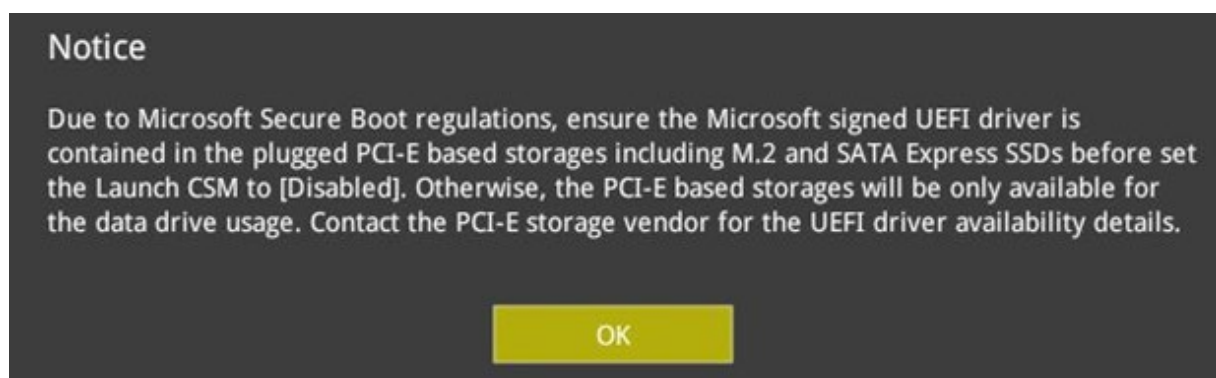 Notice
Due to Microsoft Secure Boot regulations, ensure the Microsoft signed UEFI driver is
contained in the plugged PCI-E based storages including M.2 and SATA Express SSDs before set
the Launch CSM to [Disabled]. Otherwise, the PCI-E based storages will be only available for
the data drive usage. Contact the PCI-E storage vendor for the UEFI driver availability details.
OK